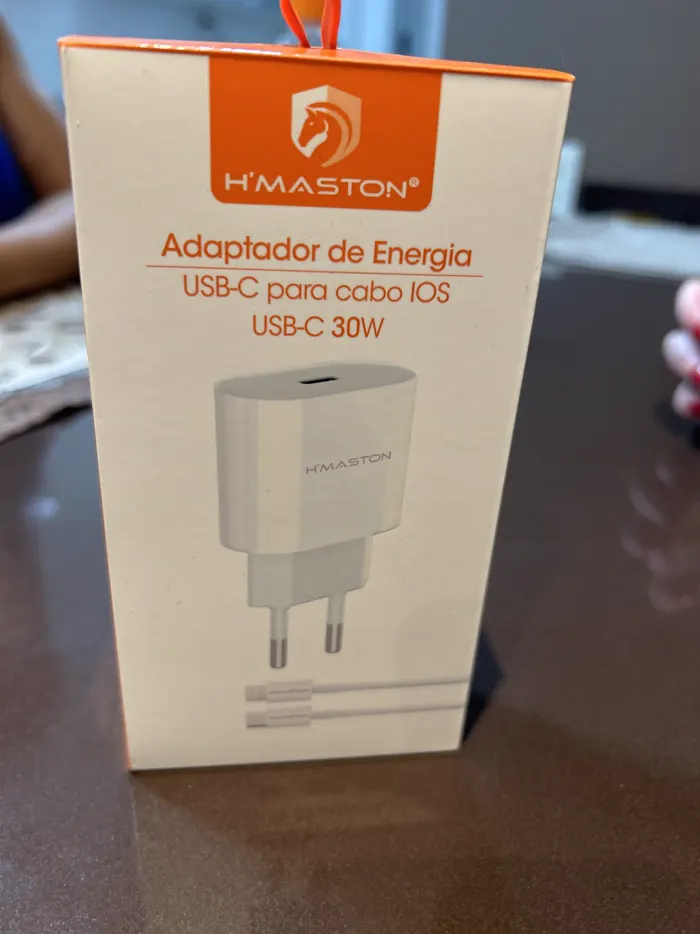 H'MASTON®
Adaptador de Energia
USB-C para cabo IOS
USB-C 30W
H'MASTON